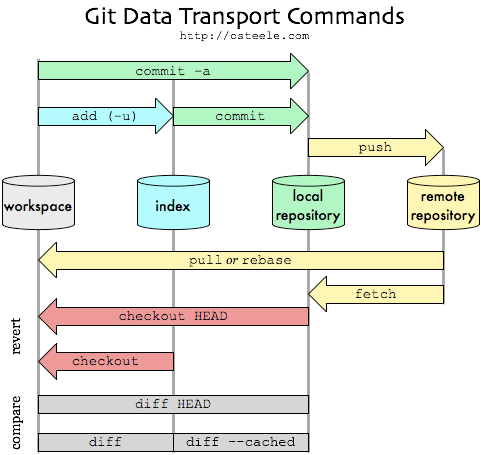 Git Data Transport Commands
http://osteele.com
commit -a
add (-u)
commit
push
workspace
index
local
repository
remote
repository
pull or rebase
fetch
revert
checkout HEAD
checkout
compare
diff HEAD
diff
diff --cached